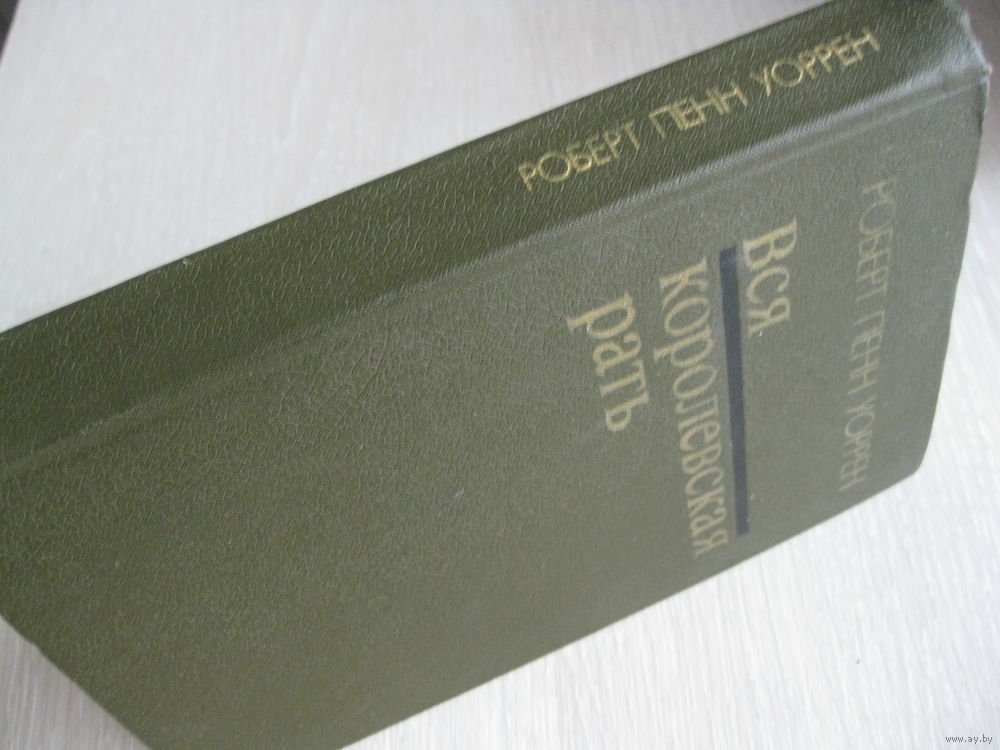 РОБЕРТ ПЕНН УОРРЕН
РОБЕРТ ПЕНН УОРРЕН
Вся
королевская
рать
www.ay.by